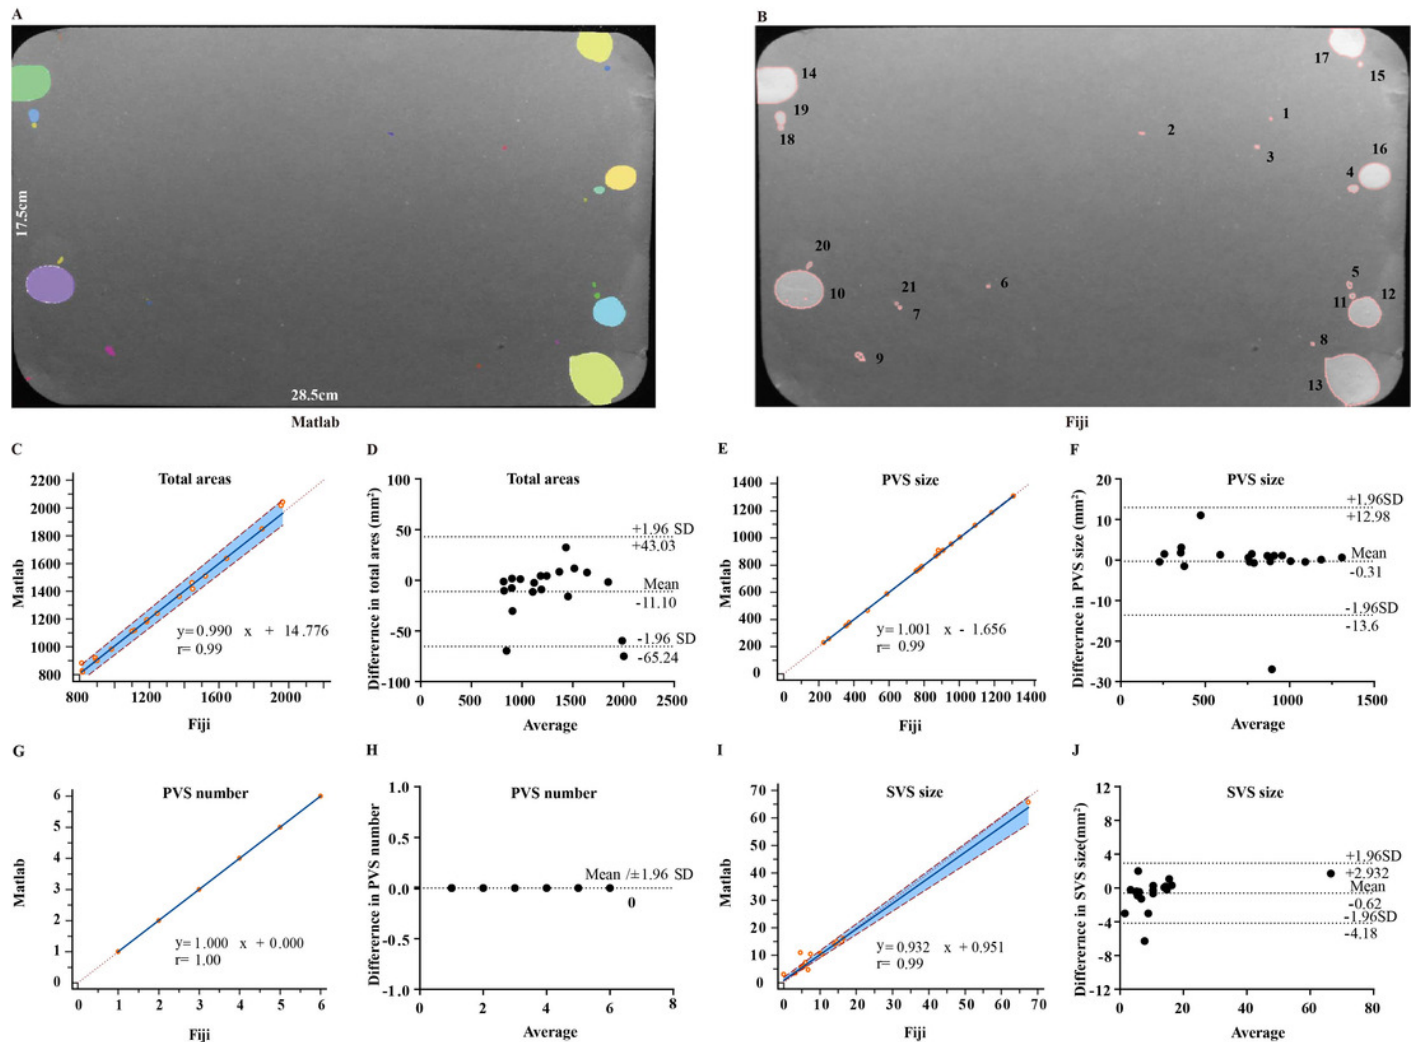 A
B
17.5cm
28.5cm
Matlab
17
15
14
19
18
1
2
3
16
4
20
10
21
7
6
5
11
12
8
9
13
Fiji
C
Total areas
Matlab
2200
2000
1800
1600
1400
1200
1000
800
y=0.990 x + 14.776
r= 0.99
800 1200 1600 2000
Fiji
D
Total areas
Differernce in total ares (mm²)
100
50
0
-50
-100
+1.96 SD
+43.03
Mean
-11.10
-1.96 SD
-65.24
0 500 1000 1500 2000 2500
Average
E
PVS size
Matlab
1400
1200
1000
800
600
400
200
0
y=1.001 x - 1.656
r= 0.99
0 200 400 600 800 1000 1200 1400
Fiji
F
PVS size
Differernce in PVS size (mm²)
20
10
0
-10
-20
-30
+1.96SD
+12.98
Mean
-0.31
-1.96SD
-13.6
0 500 1000 1500
Average
G
PVS number
Matlab
6
5
4
3
2
1
0
y=1.000 x + 0.000
r= 1.00
0 1 2 3 4 5 6
Fiji
H
PVS number
Differernce in PVS number
1.0
0.5
0.0
-0.5
-1.0
Mean /±1.96 SD
0
0 2 4 6 8
Average
I
SVS size
Matlab
70
60
50
40
30
20
10
0
y=0.932 x +0.951
r= 0.99
0 10 20 30 40 50 60 70
Fiji
J
SVS size
Differernce in SVS size(mm²)
12
8
4
0
-4
-8
-12
+1.96SD
+2.932
Mean
-0.62
-1.96SD
-4.18
0 20 40 60 80
Average